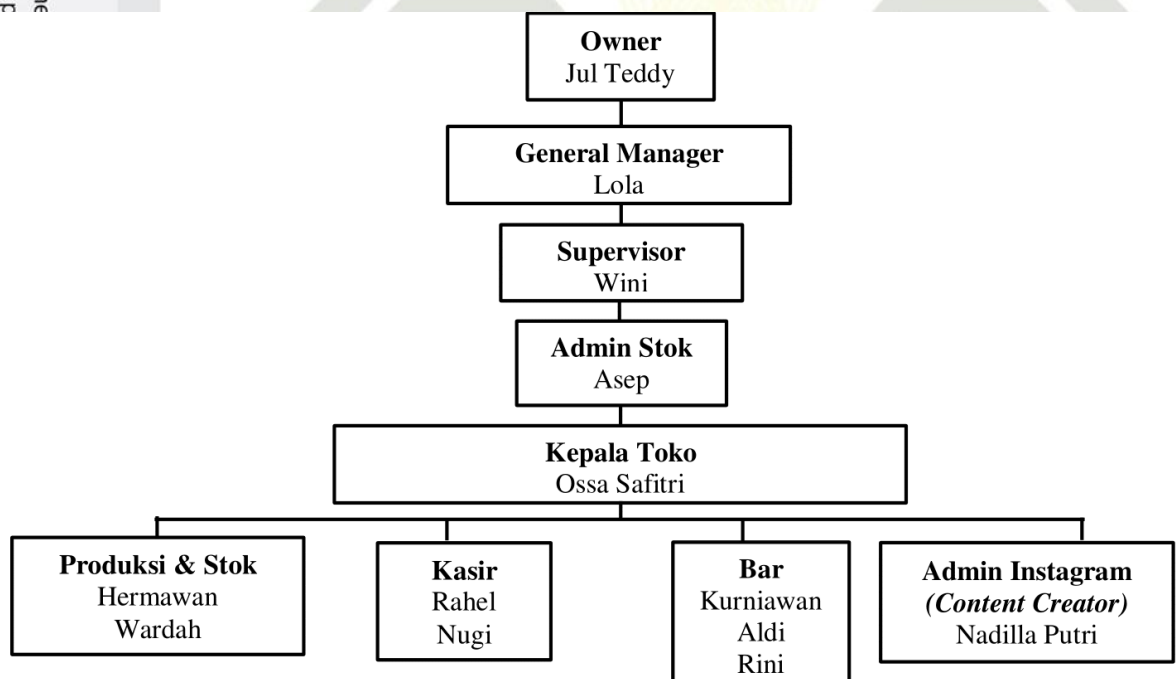 Owner
Jul Teddy
General Manager
Lola
Supervisor
Wini
Admin Stok
Asep
Kepala Toko
Ossa Safitri
Produksi & Stok
Hermawan
Wardah
Kasir
Rahel
Nugi
Bar
Kurniawan
Aldi
Rini
Admin Instagram
(Content Creator)
Nadilla Putri